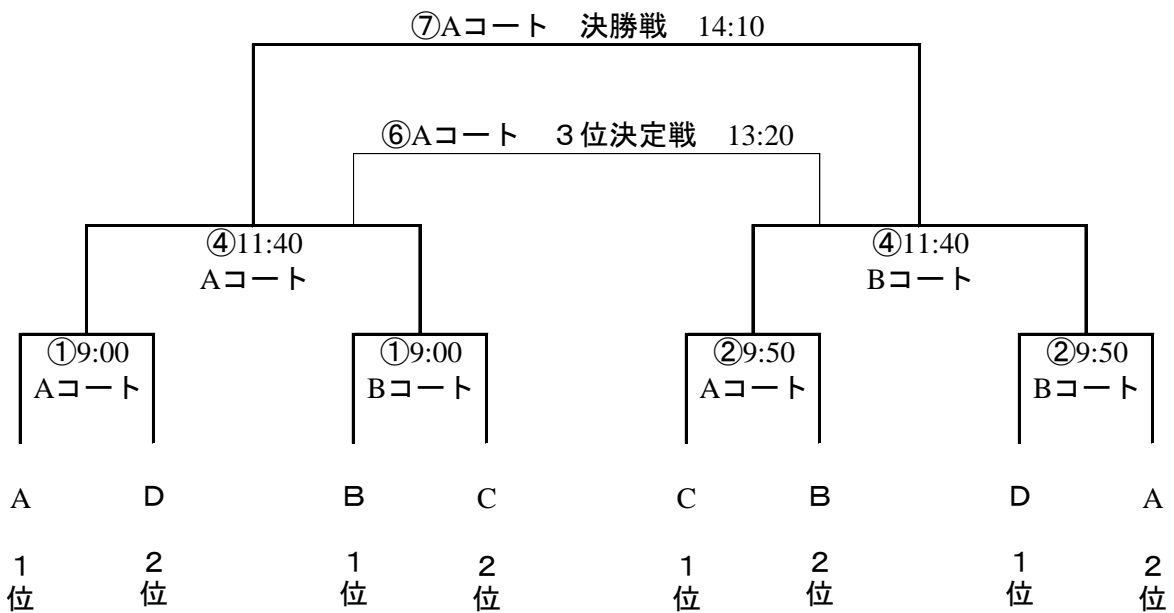 ⑦Aコート　決勝戦　14:10
⑥Aコート　３位決定戦　13:20
④11:40
Aコート
④11:40
Bコート
①9:00
Aコート
①9:00
Bコート
②9:50
Aコート
②9:50
Bコート
A
1
位
D
2
位
B
1
位
C
2
位
C
1
位
B
2
位
D
1
位
A
2
位